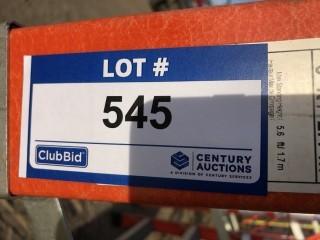 LOT #
545
ClubBid
CENTURY
AUCTIONS
A DIVISION OF CENTURY SERVICES
5.6 ft/ 1.7m